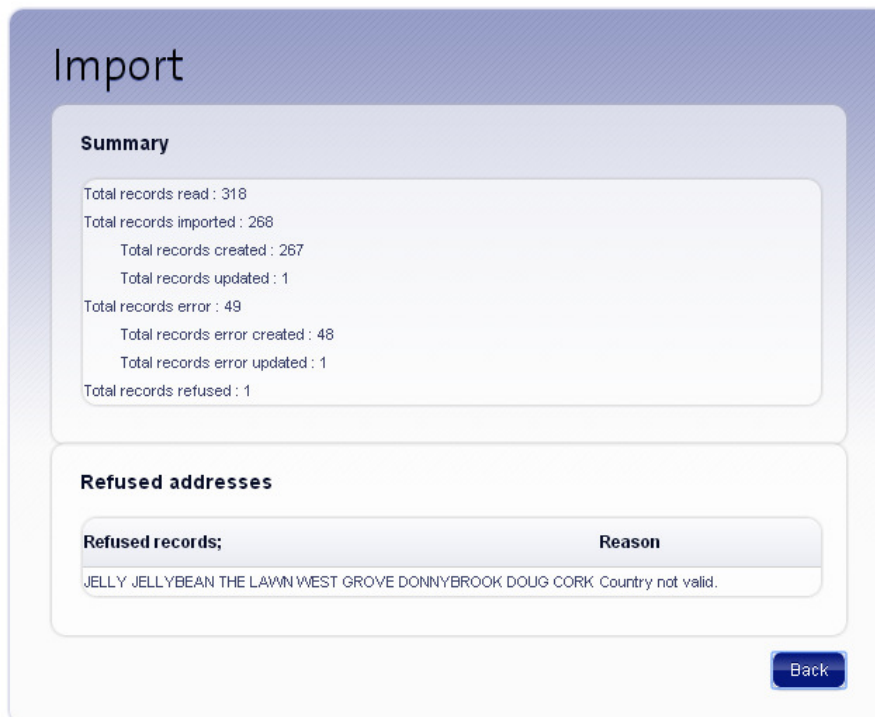 Import
Summary
Total records read : 318
Total records imported : 268
Total records created : 267
Total records updated : 1
Total records error : 49
Total records error created : 48
Total records error updated : 1
Total records refused : 1
Refused addresses
Refused records; Reason
JELLY JELLYBEAN THE LAWN WEST GROVE DONNYBROOK DOUG CORK Country not valid.
Back